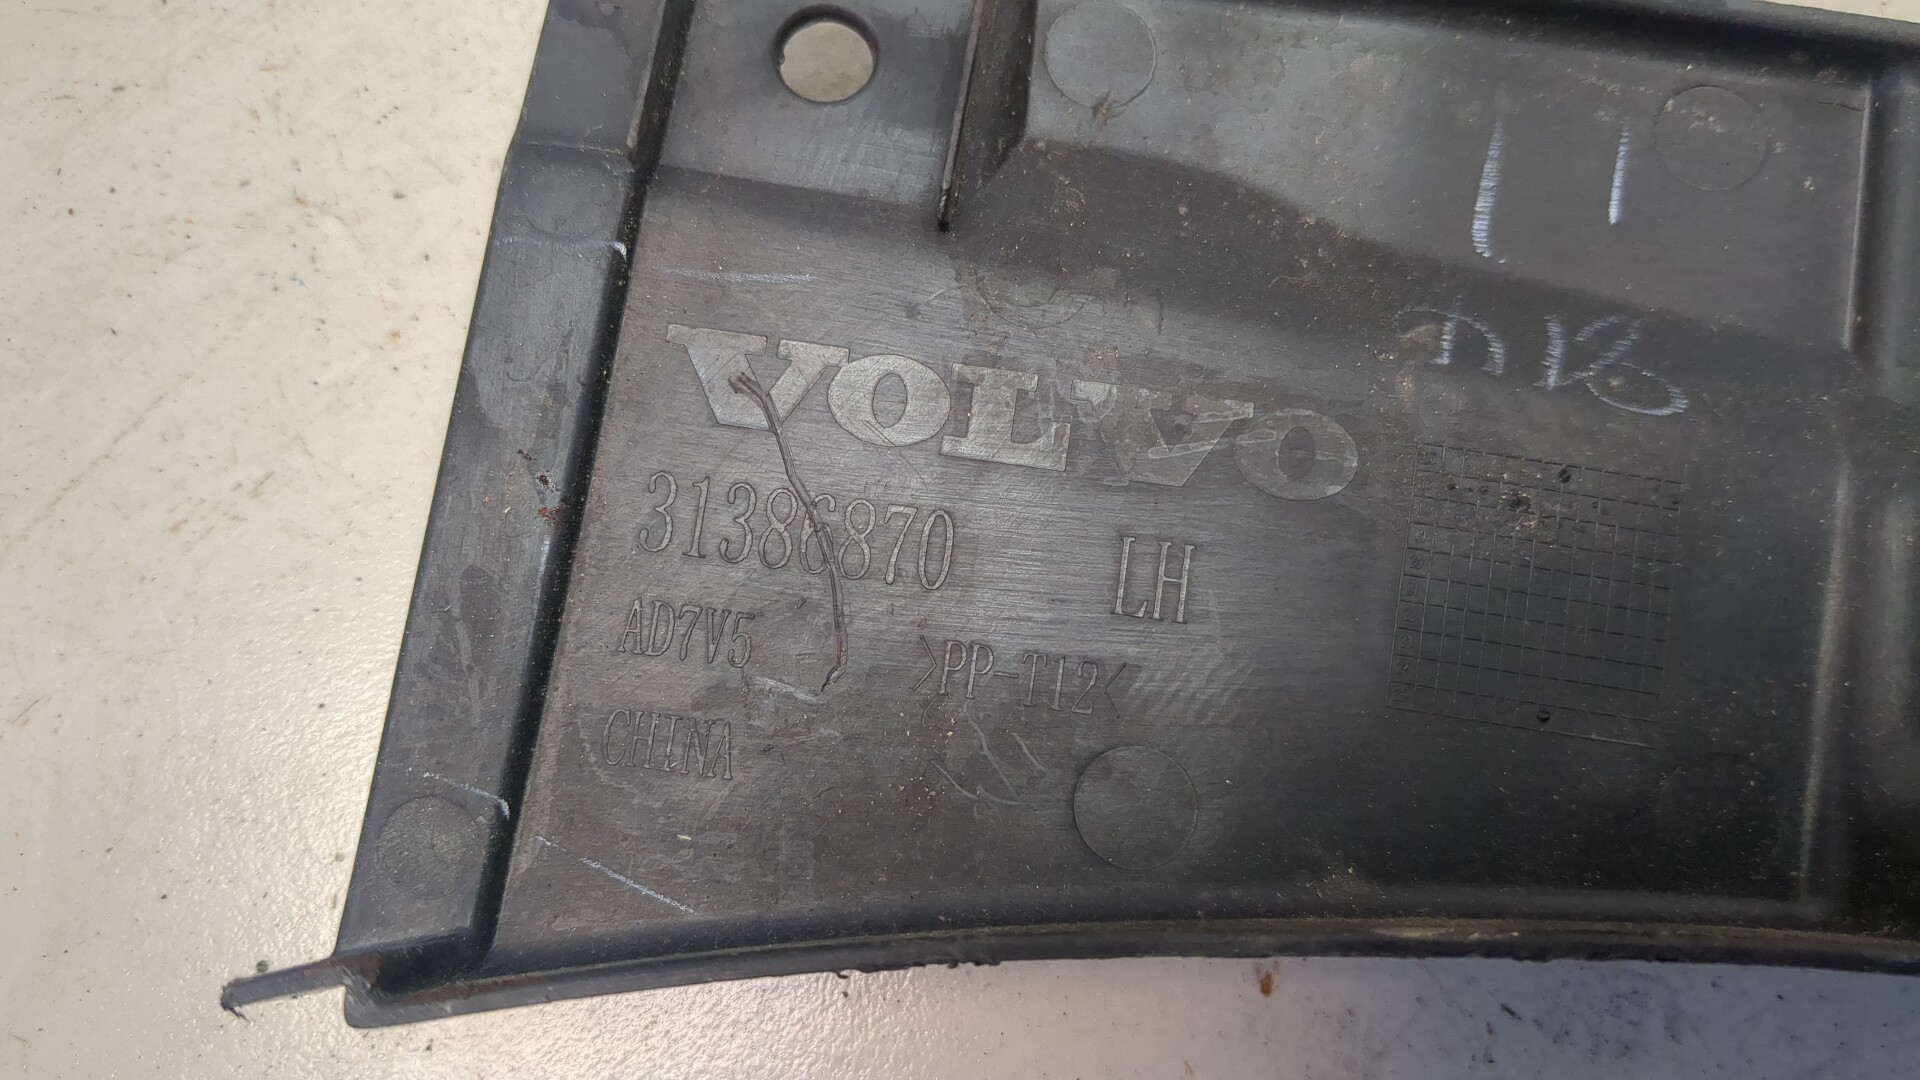 VOLVO
31386870
LH
AD7V5
>PP-T12<
CHINA